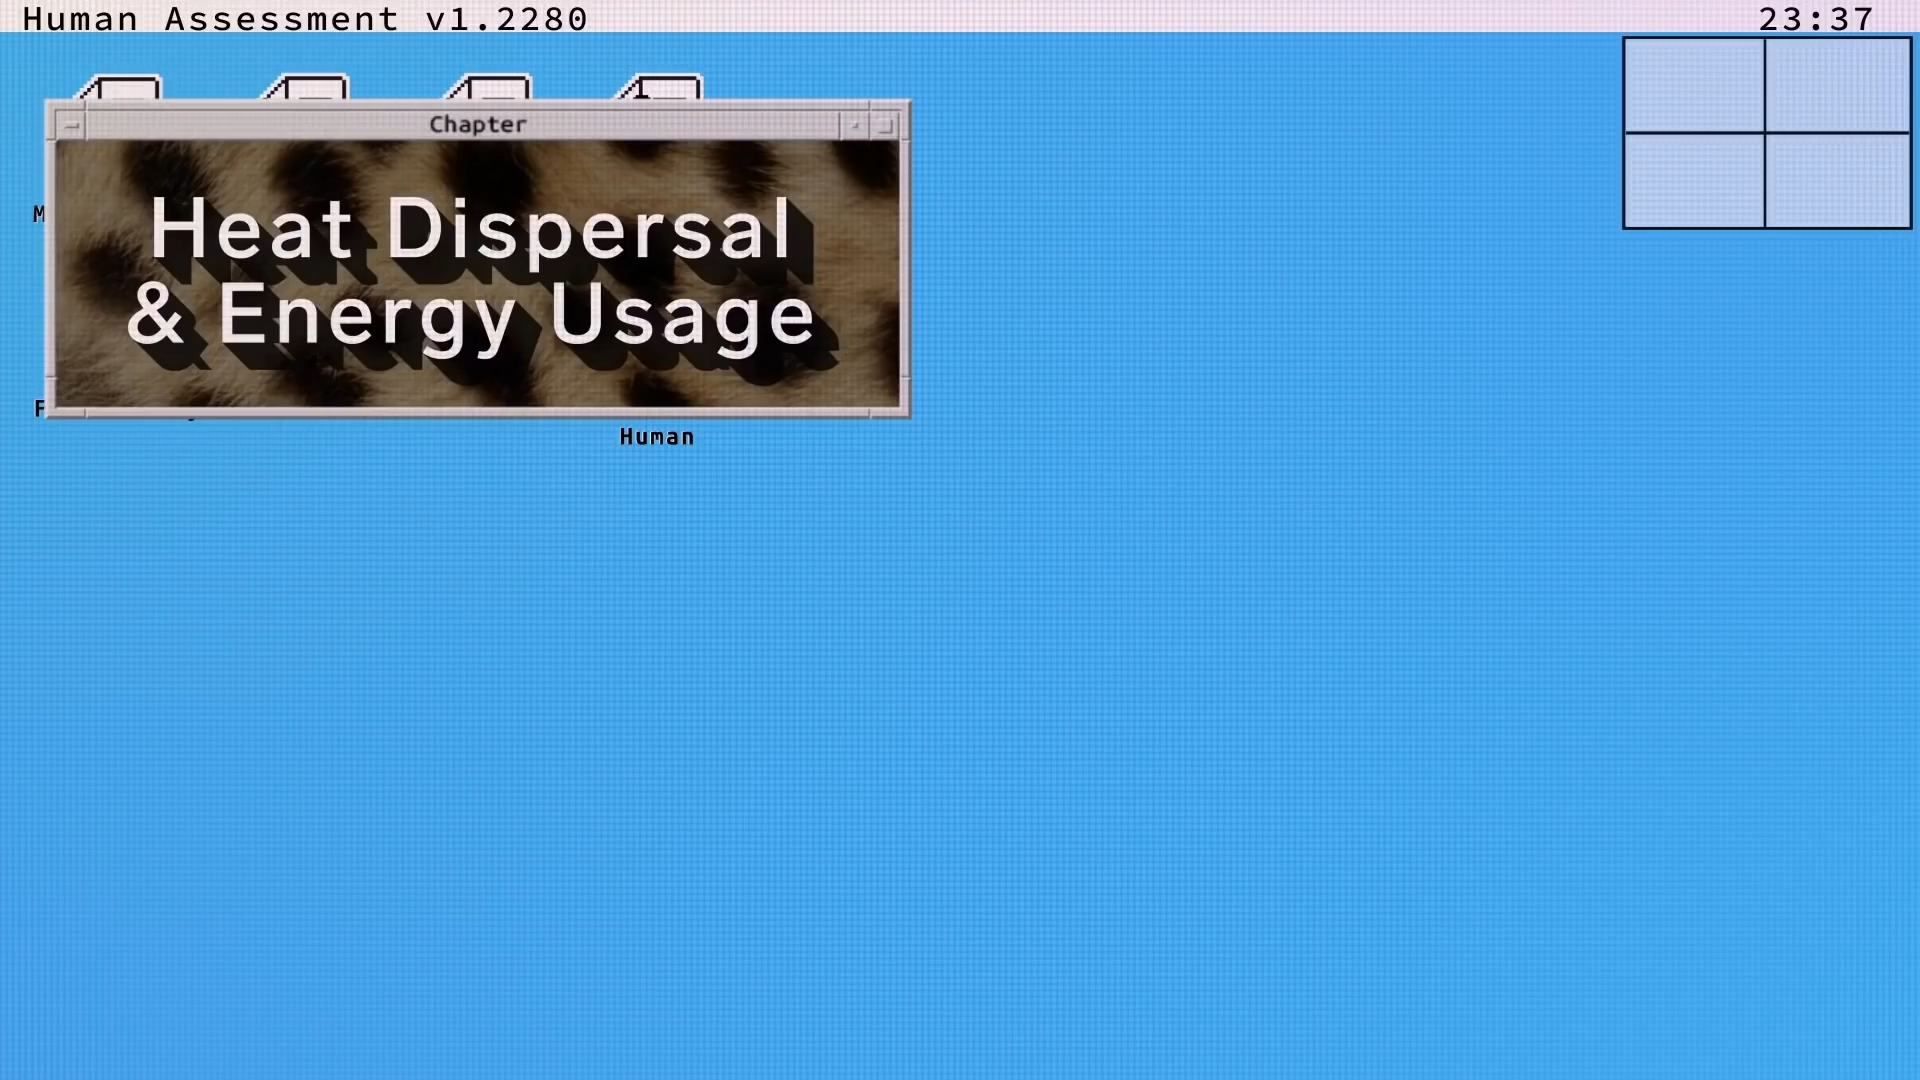 Human Assessment v1.2280
23:37
Chapter
Heat Dispersal
& Energy Usage
Human